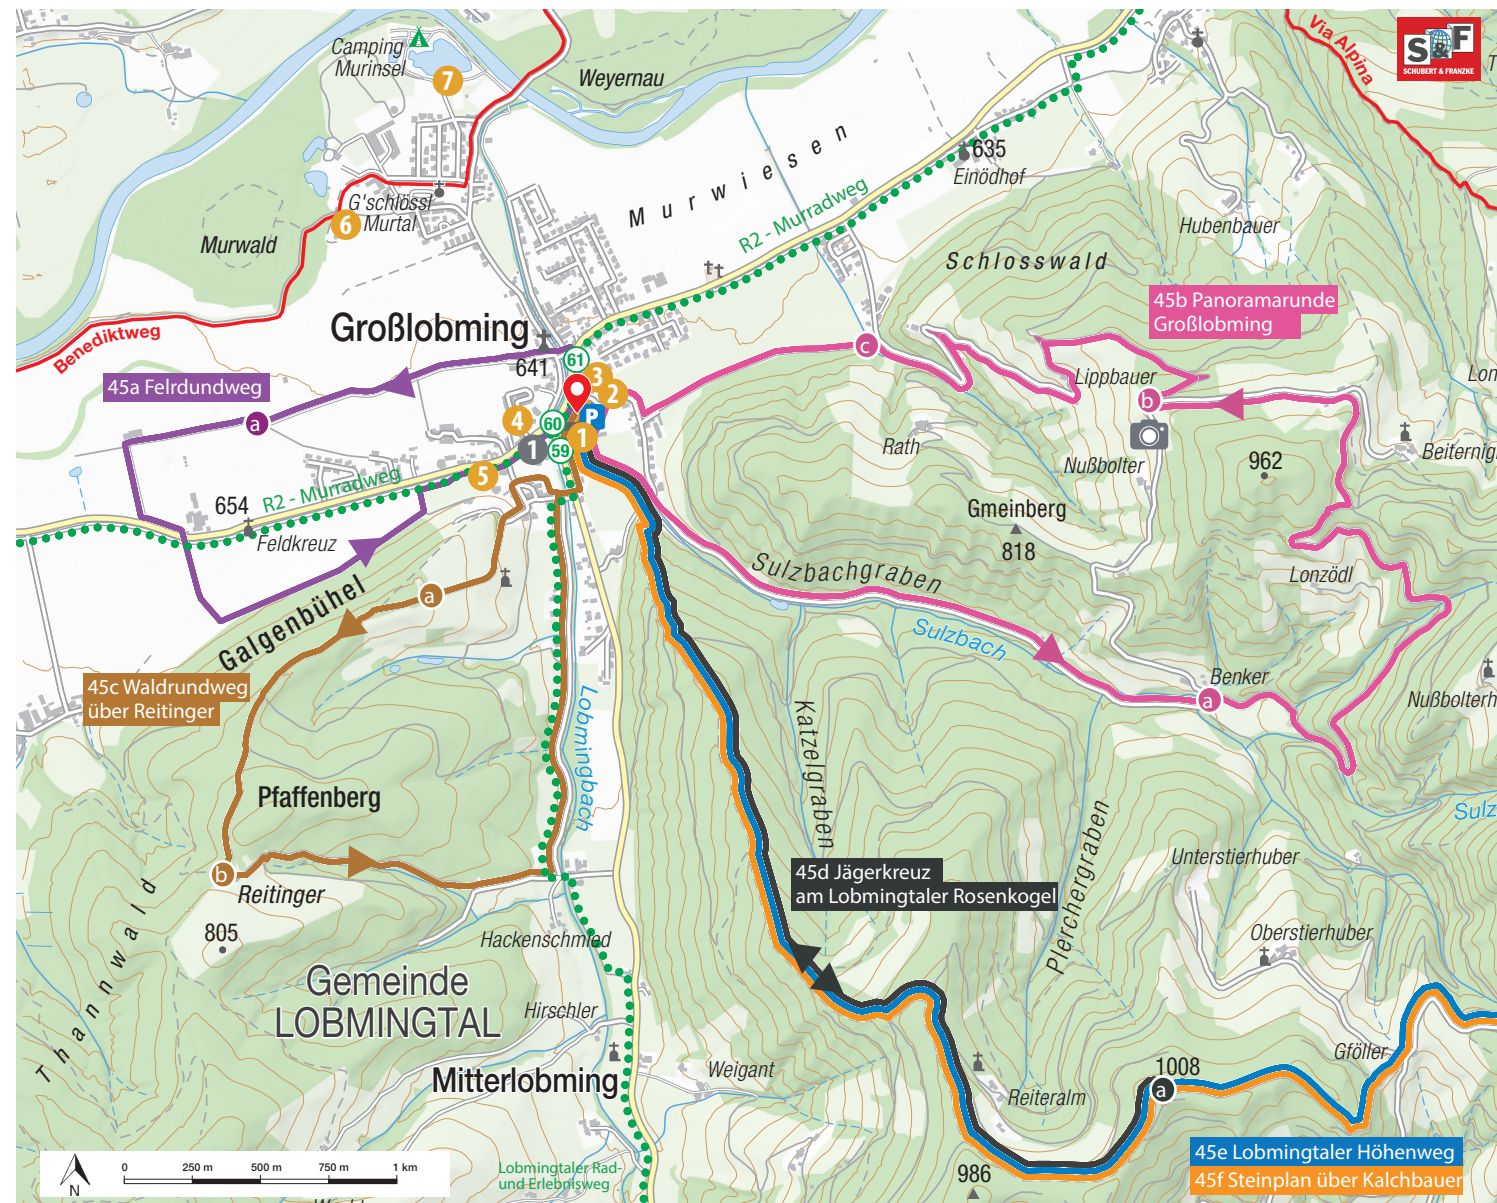 Camping
Murinsel
7
Weyernau
Via Alpina
S&F
SCHUBERT & FRANZKE
Murwiesen
635
Einödhof
G'schlössl
Murtal
6
Murwald
R2 - Murradweg
Hubenbauer
Schlosswald
45b Panoramarunde
Großlobming
Benediktweg
Großlobming
641
61
c
45a Felrdundweg
3
2
Lippbauer
b
a
4
60
P
1
1
59
Rath
Nußbolter
962
Beiternig
5
R2 - Murradweg
654
Feldkreuz
Gmeinberg
818
Sulzbachgraben
Lonzödl
Galgenbühel
a
Sulzbach
Benker
a
Nußbolterh
45c Waldrundweg
über Reitinger
Lobmingbach
Katzelgraben
Pfaffenberg
Sulz
Plerchergraben
Unterstierhuber
45d Jägerkreuz
am Lobmingtaler Rosenkogel
b
Reitinger
805
Thannwald
Hackenschmied
Oberstierhuber
Gemeinde
LOBMINGTAL
Hirschler
Gföller
Mitterlobming
Weigant
1008
a
Reiteralm
45e Lobmingtaler Höhenweg
45f Steinplan über Kalchbauer
986
Lobmingtaler Rad-
und Erlebnisweg
N
0 250 m 500 m 750 m 1 km
Lon